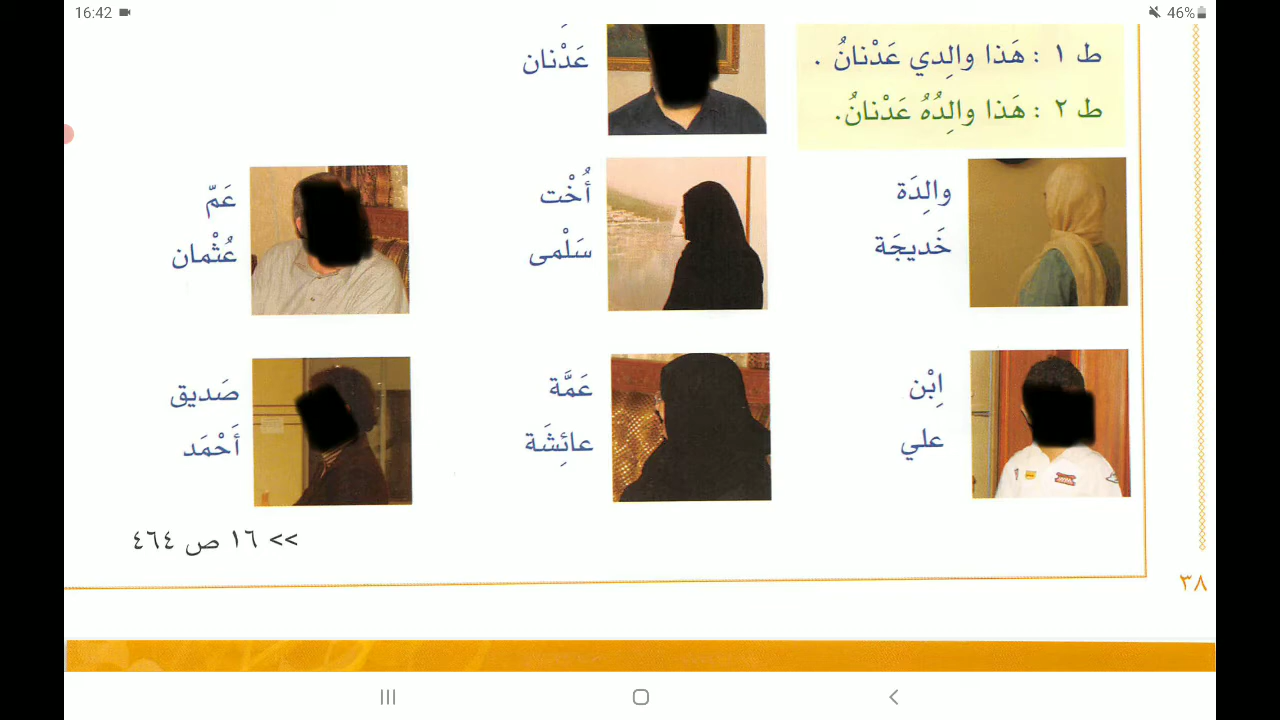 16:42
46%
ط ١ : هَذا والِدي عَدْنانُ .
ط ٢ : هَذا والِدُهُ عَدْنانُ.
عَدْنان
والِدَة
خَديجَة
أُخْت
سَلْمى
عَمّ
عُثْمان
اِبْن
علي
عَمَّة
عائِشَة
صَديق
أَحْمَد
>> ١٦ ص ٤٦٤
٣٨